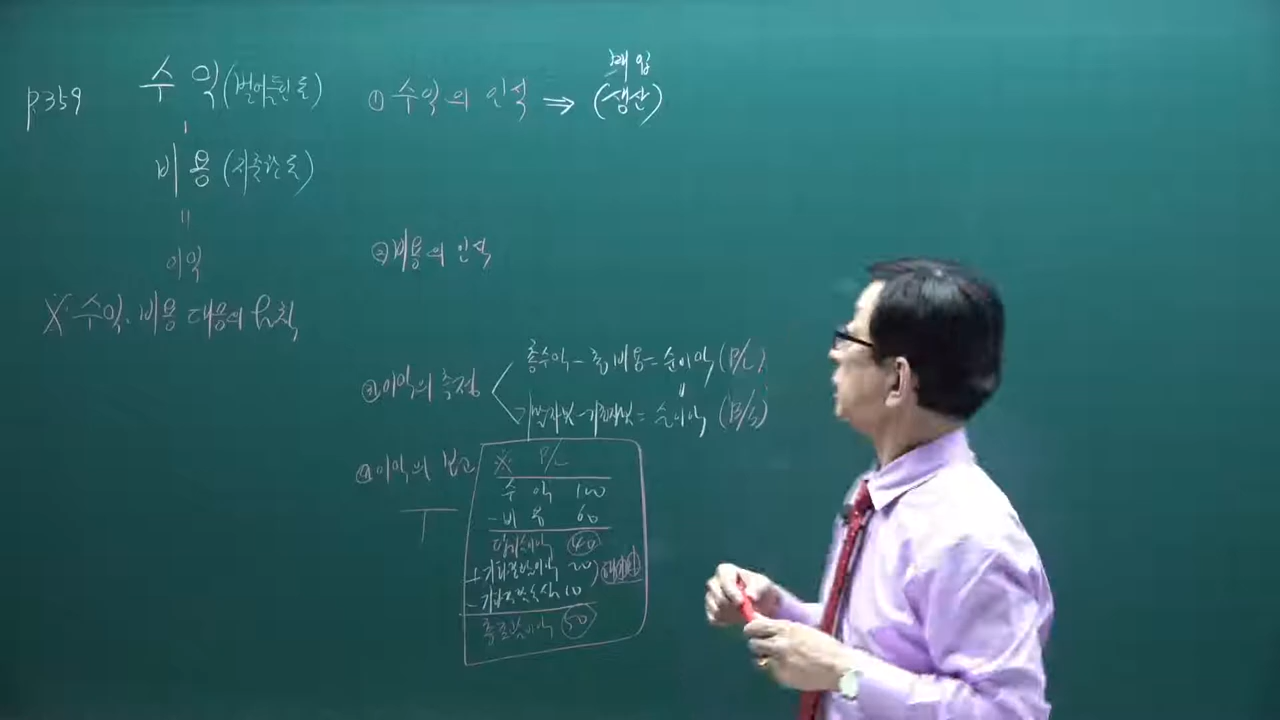 p.359
수 익 (벌어들인 돈)
-
비 용 (지출한 돈)
=
이익
※ 수익. 비용 대응의 원칙
① 수익의 인식 ⇒ 매입
(생산)
② 비용의 인식
③ 이익의 측정
총수익 - 총비용 = 순이익 (P/L)
=
기말자본 - 기초자본 = 순이익 (B/S)
④ 이익의 보고
※ P/L
수 익 100
- 비 용 60
당기순이익 40
+ 기타포괄이익 20
- 기타포괄손실 10
총포괄이익 50